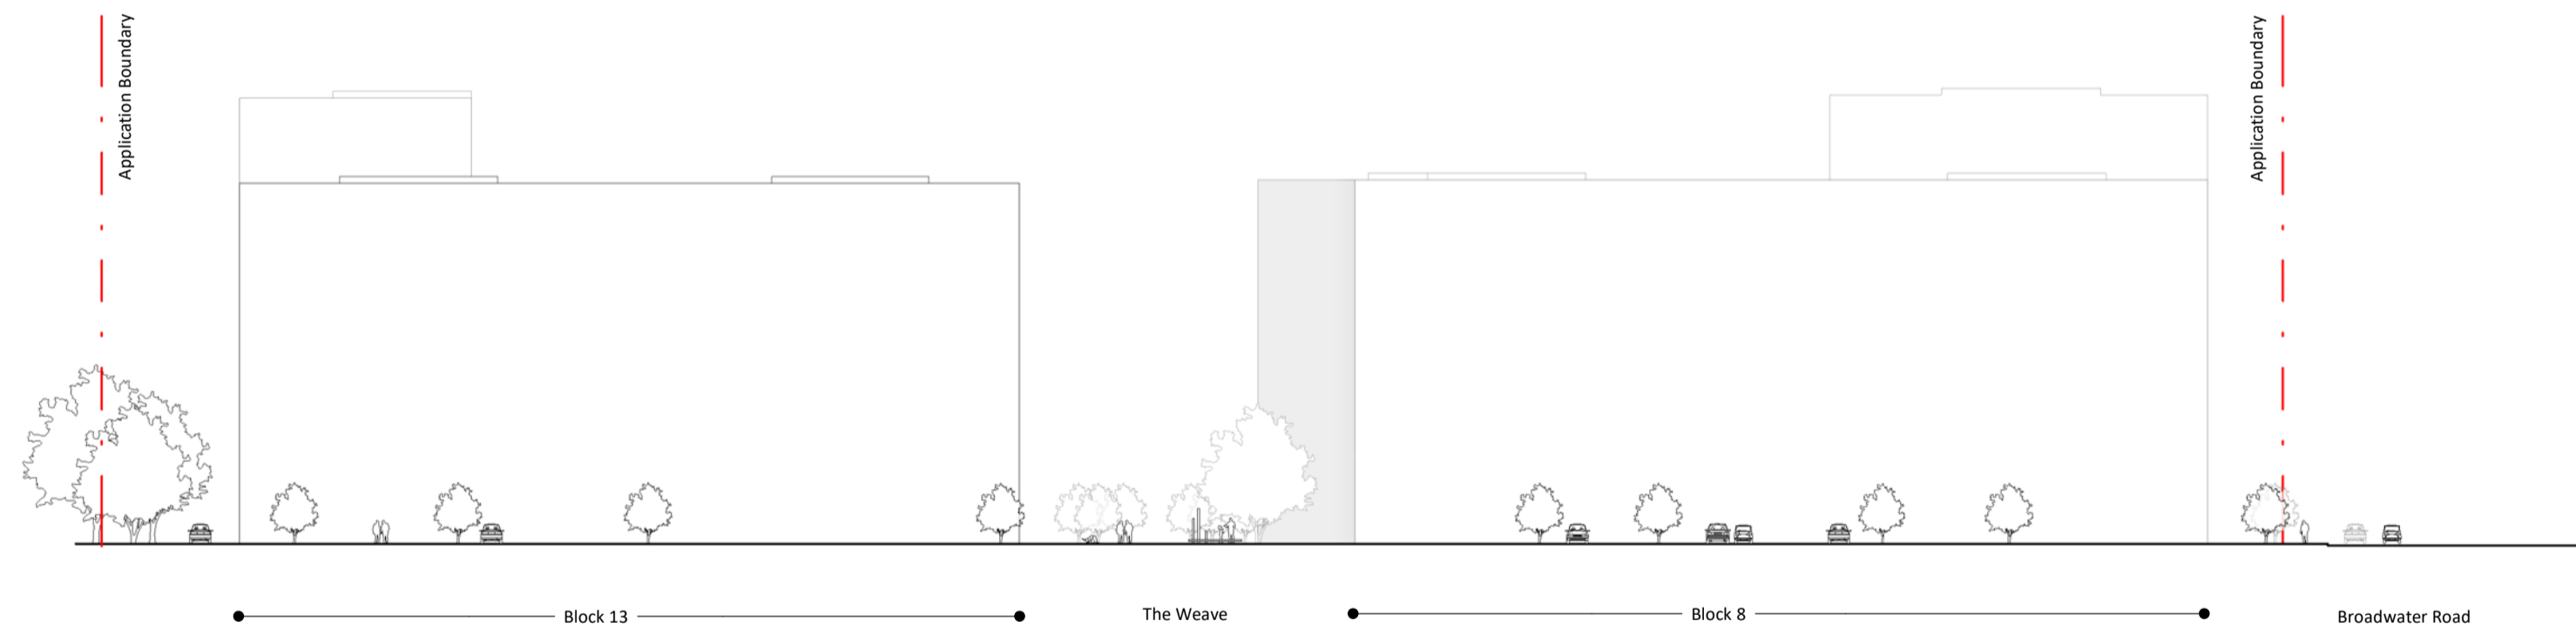 Application Boundary
Application Boundary
Block 13
The Weave
Block 8
Broadwater Road